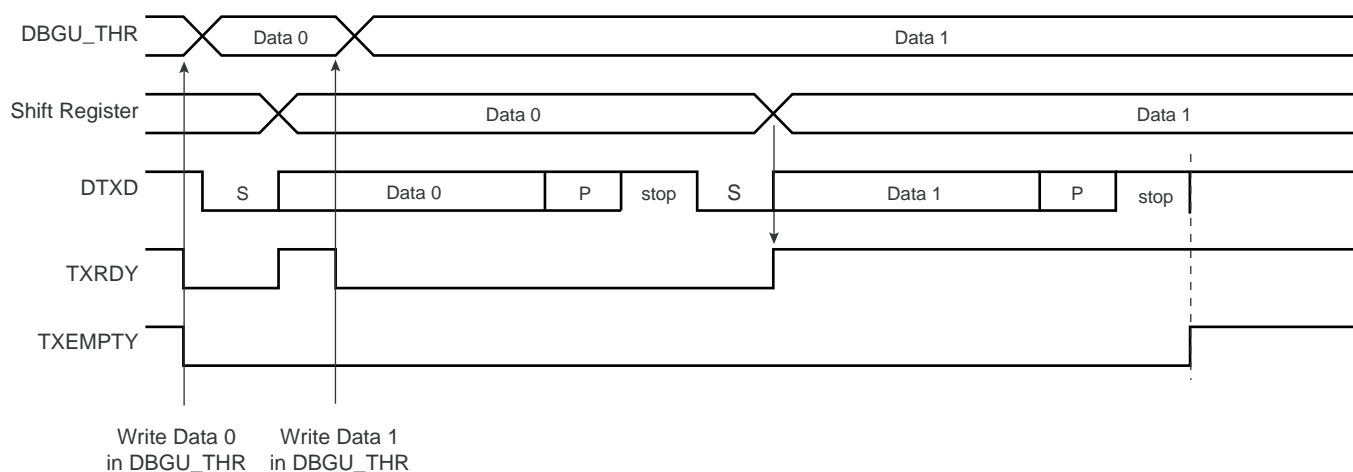 DBGU_THR
Data 0
Data 1
Shift Register
Data 0
Data 1
DTXD
S
Data 0
P
stop
S
Data 1
P
stop
TXRDY
TXEMPTY
Write Data 0
in DBGU_THR
Write Data 1
in DBGU_THR